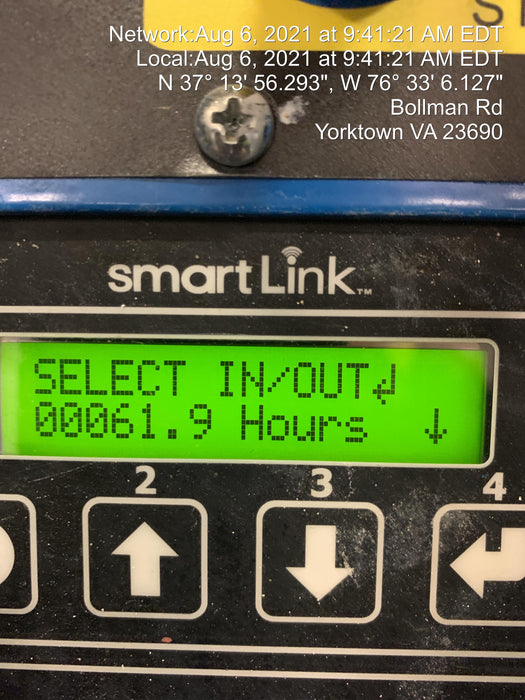 Network:Aug 6, 2021 at 9:41:21 AM EDT
Local:Aug 6, 2021 at 9:41:21 AM EDT
N 37° 13' 56.293", W 76° 33' 6.127"
Bollman Rd
Yorktown VA 23690
smartLink™
SELECT IN/OUT↲
00061.9 Hours ↓
2 3 4